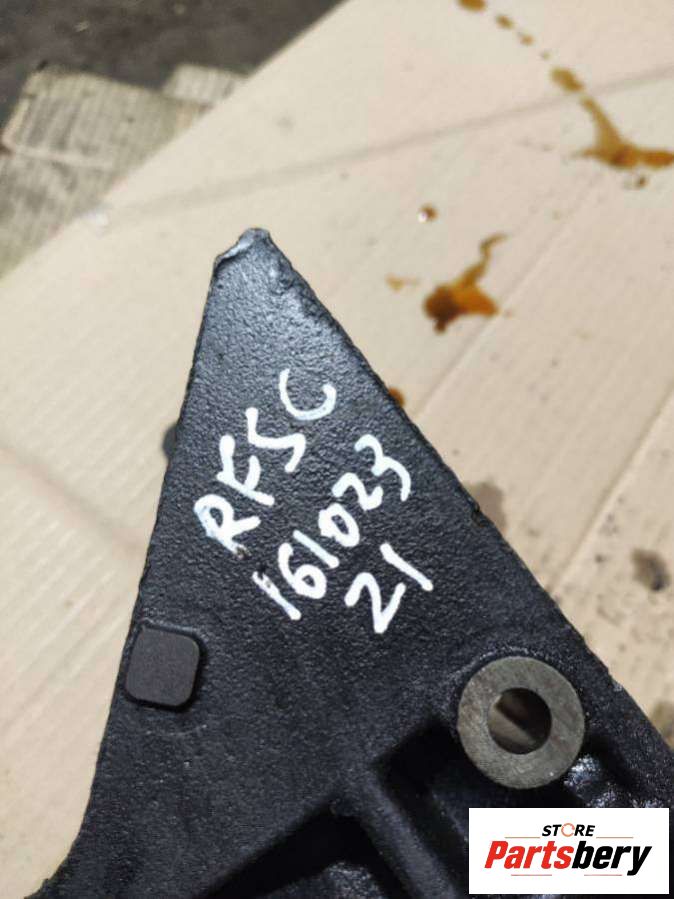 RFSC
161023
21
STORE
Partsbery